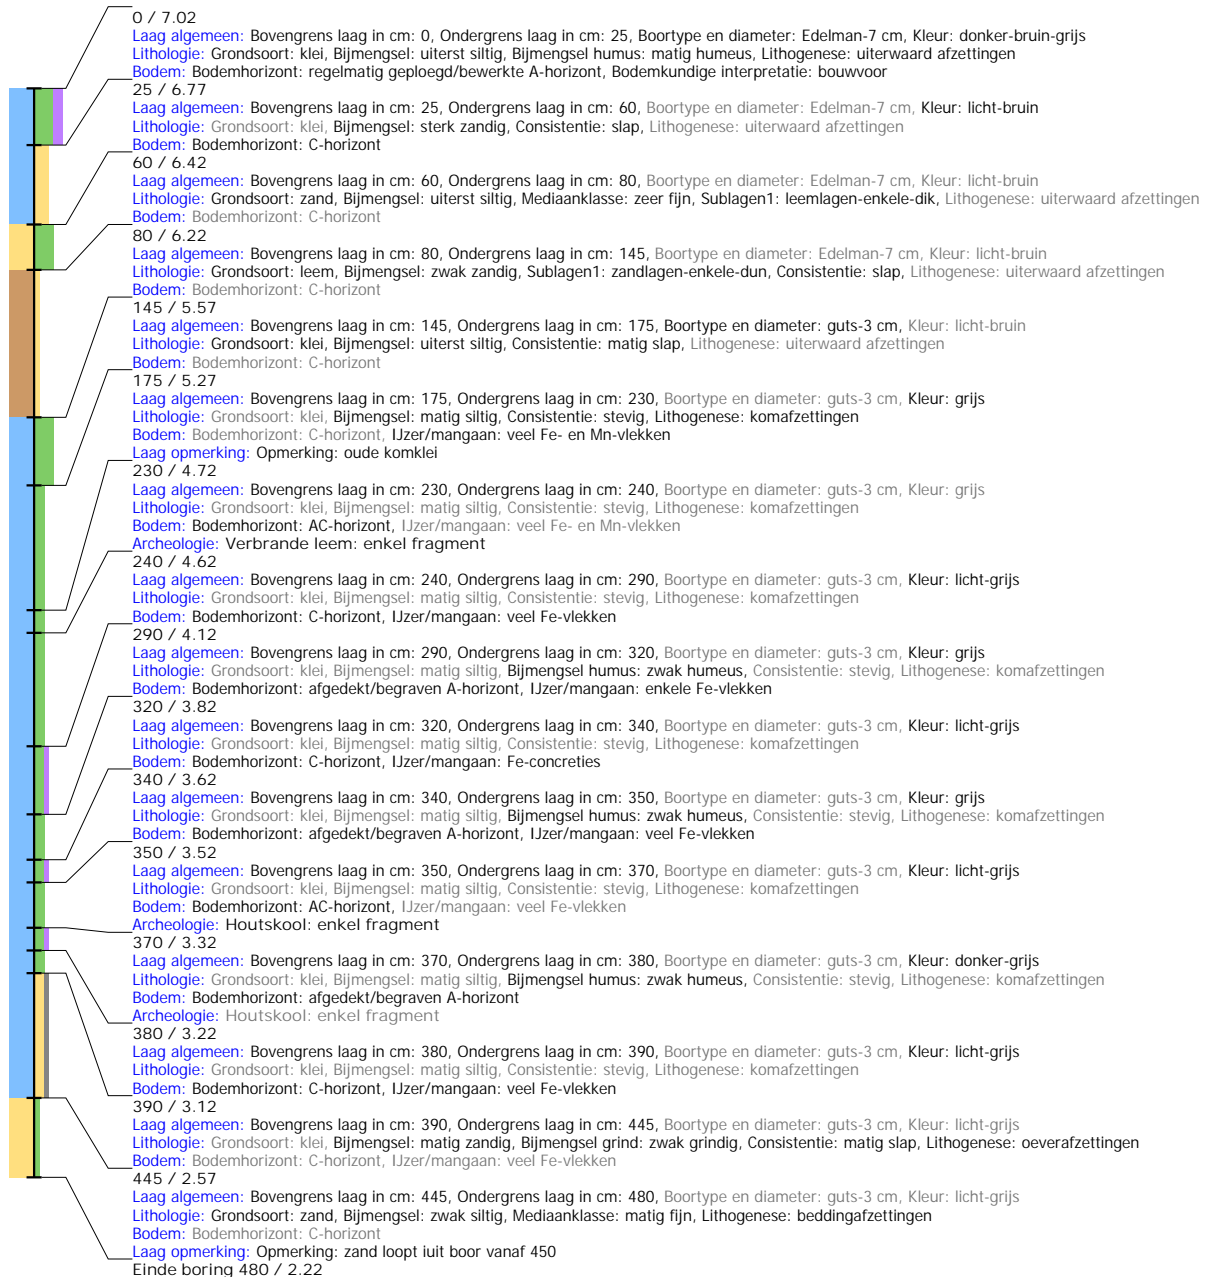 0 / 7.02
Laag algemeen: Bovengrens laag in cm: 0, Ondergrens laag in cm: 25, Boortype en diameter: Edelman-7 cm, Kleur: donker-bruin-grijs
Lithologie: Grondsoort: klei, Bijmengsel: uiterst siltig, Bijmengsel humus: matig humeus, Lithogenese: uiterwaard afzettingen
Bodem: Bodemhorizont: regelmatig geploegd/bewerkte A-horizont, Bodemkundige interpretatie: bouwvoor
25 / 6.77
Laag algemeen: Bovengrens laag in cm: 25, Ondergrens laag in cm: 60, Boortype en diameter: Edelman-7 cm, Kleur: licht-bruin
Lithologie: Grondsoort: klei, Bijmengsel: sterk zandig, Consistentie: slap, Lithogenese: uiterwaard afzettingen
Bodem: Bodemhorizont: C-horizont
60 / 6.42
Laag algemeen: Bovengrens laag in cm: 60, Ondergrens laag in cm: 80, Boortype en diameter: Edelman-7 cm, Kleur: licht-bruin
Lithologie: Grondsoort: zand, Bijmengsel: uiterst siltig, Mediaanklasse: zeer fijn, Sublagen1: leemlagen-enkele-dik, Lithogenese: uiterwaard afzettingen
Bodem: Bodemhorizont: C-horizont
80 / 6.22
Laag algemeen: Bovengrens laag in cm: 80, Ondergrens laag in cm: 145, Boortype en diameter: Edelman-7 cm, Kleur: licht-bruin
Lithologie: Grondsoort: leem, Bijmengsel: zwak zandig, Sublagen1: zandlagen-enkele-dun, Consistentie: slap, Lithogenese: uiterwaard afzettingen
Bodem: Bodemhorizont: C-horizont
145 / 5.57
Laag algemeen: Bovengrens laag in cm: 145, Ondergrens laag in cm: 175, Boortype en diameter: guts-3 cm, Kleur: licht-bruin
Lithologie: Grondsoort: klei, Bijmengsel: uiterst siltig, Consistentie: matig slap, Lithogenese: uiterwaard afzettingen
Bodem: Bodemhorizont: C-horizont
175 / 5.27
Laag algemeen: Bovengrens laag in cm: 175, Ondergrens laag in cm: 230, Boortype en diameter: guts-3 cm, Kleur: grijs
Lithologie: Grondsoort: klei, Bijmengsel: matig siltig, Consistentie: stevig, Lithogenese: komafzettingen
Bodem: Bodemhorizont: C-horizont, IJzer/mangaan: veel Fe- en Mn-vlekken
Laag opmerking: Opmerking: oude komklei
230 / 4.72
Laag algemeen: Bovengrens laag in cm: 230, Ondergrens laag in cm: 240, Boortype en diameter: guts-3 cm, Kleur: grijs
Lithologie: Grondsoort: klei, Bijmengsel: matig siltig, Consistentie: stevig, Lithogenese: komafzettingen
Bodem: Bodemhorizont: AC-horizont, IJzer/mangaan: veel Fe- en Mn-vlekken
Archeologie: Verbrande leem: enkel fragment
240 / 4.62
Laag algemeen: Bovengrens laag in cm: 240, Ondergrens laag in cm: 290, Boortype en diameter: guts-3 cm, Kleur: licht-grijs
Lithologie: Grondsoort: klei, Bijmengsel: matig siltig, Consistentie: stevig, Lithogenese: komafzettingen
Bodem: Bodemhorizont: C-horizont, IJzer/mangaan: veel Fe-vlekken
290 / 4.12
Laag algemeen: Bovengrens laag in cm: 290, Ondergrens laag in cm: 320, Boortype en diameter: guts-3 cm, Kleur: grijs
Lithologie: Grondsoort: klei, Bijmengsel: matig siltig, Bijmengsel humus: zwak humeus, Consistentie: stevig, Lithogenese: komafzettingen
Bodem: Bodemhorizont: afgedekt/begraven A-horizont, IJzer/mangaan: enkele Fe-vlekken
320 / 3.82
Laag algemeen: Bovengrens laag in cm: 320, Ondergrens laag in cm: 340, Boortype en diameter: guts-3 cm, Kleur: licht-grijs
Lithologie: Grondsoort: klei, Bijmengsel: matig siltig, Consistentie: stevig, Lithogenese: komafzettingen
Bodem: Bodemhorizont: C-horizont, IJzer/mangaan: Fe-concreties
340 / 3.62
Laag algemeen: Bovengrens laag in cm: 340, Ondergrens laag in cm: 350, Boortype en diameter: guts-3 cm, Kleur: grijs
Lithologie: Grondsoort: klei, Bijmengsel: matig siltig, Bijmengsel humus: zwak humeus, Consistentie: stevig, Lithogenese: komafzettingen
Bodem: Bodemhorizont: afgedekt/begraven A-horizont, IJzer/mangaan: veel Fe-vlekken
350 / 3.52
Laag algemeen: Bovengrens laag in cm: 350, Ondergrens laag in cm: 370, Boortype en diameter: guts-3 cm, Kleur: licht-grijs
Lithologie: Grondsoort: klei, Bijmengsel: matig siltig, Consistentie: stevig, Lithogenese: komafzettingen
Bodem: Bodemhorizont: AC-horizont, IJzer/mangaan: veel Fe-vlekken
Archeologie: Houtskool: enkel fragment
370 / 3.32
Laag algemeen: Bovengrens laag in cm: 370, Ondergrens laag in cm: 380, Boortype en diameter: guts-3 cm, Kleur: donker-grijs
Lithologie: Grondsoort: klei, Bijmengsel: matig siltig, Bijmengsel humus: zwak humeus, Consistentie: stevig, Lithogenese: komafzettingen
Bodem: Bodemhorizont: afgedekt/begraven A-horizont
Archeologie: Houtskool: enkel fragment
380 / 3.22
Laag algemeen: Bovengrens laag in cm: 380, Ondergrens laag in cm: 390, Boortype en diameter: guts-3 cm, Kleur: licht-grijs
Lithologie: Grondsoort: klei, Bijmengsel: matig siltig, Consistentie: stevig, Lithogenese: komafzettingen
Bodem: Bodemhorizont: C-horizont, IJzer/mangaan: veel Fe-vlekken
390 / 3.12
Laag algemeen: Bovengrens laag in cm: 390, Ondergrens laag in cm: 445, Boortype en diameter: guts-3 cm, Kleur: licht-grijs
Lithologie: Grondsoort: klei, Bijmengsel: matig zandig, Bijmengsel grind: zwak grindig, Consistentie: matig slap, Lithogenese: oeverafzettingen
Bodem: Bodemhorizont: C-horizont, IJzer/mangaan: veel Fe-vlekken
445 / 2.57
Laag algemeen: Bovengrens laag in cm: 445, Ondergrens laag in cm: 480, Boortype en diameter: guts-3 cm, Kleur: licht-grijs
Lithologie: Grondsoort: zand, Bijmengsel: zwak siltig, Mediaanklasse: matig fijn, Lithogenese: beddingafzettingen
Bodem: Bodemhorizont: C-horizont
Laag opmerking: Opmerking: zand loopt iuit boor vanaf 450
Einde boring 480 / 2.22